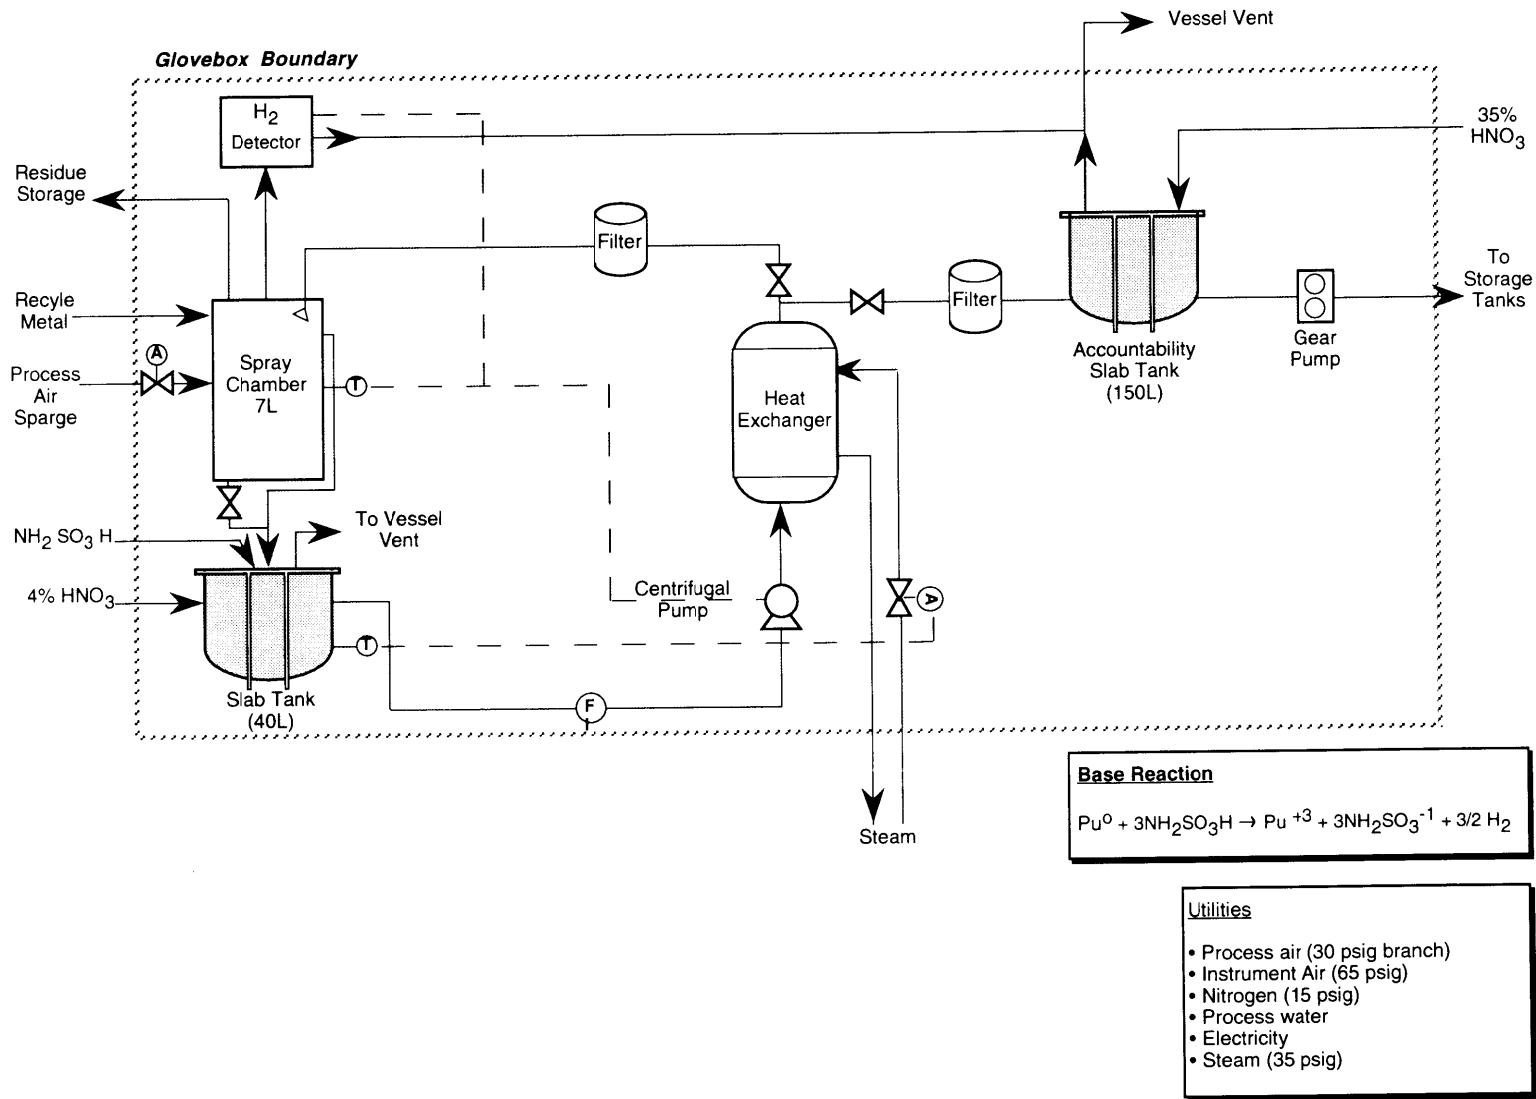 Vessel Vent
Glovebox Boundary
H2
Detector
35%
HNO3
Residue
Storage
Filter
To
Storage
Tanks
Filter
Recyle
Metal
Gear
Pump
Accountability
Slab Tank
(150L)
A
Process
Air
Sparge
Spray
Chamber
7L
T
Heat
Exchanger
To Vessel
Vent
NH2 SO3 H
4% HNO3
Centrifugal
Pump
A
T
Slab Tank
(40L)
F
I
Base Reaction
Pu° + 3NH2SO3H → Pu +3 + 3NH2SO3-1 + 3/2 H2
Steam
Utilities
• Process air (30 psig branch)
• Instrument Air (65 psig)
• Nitrogen (15 psig)
• Process water
• Electricity
• Steam (35 psig)